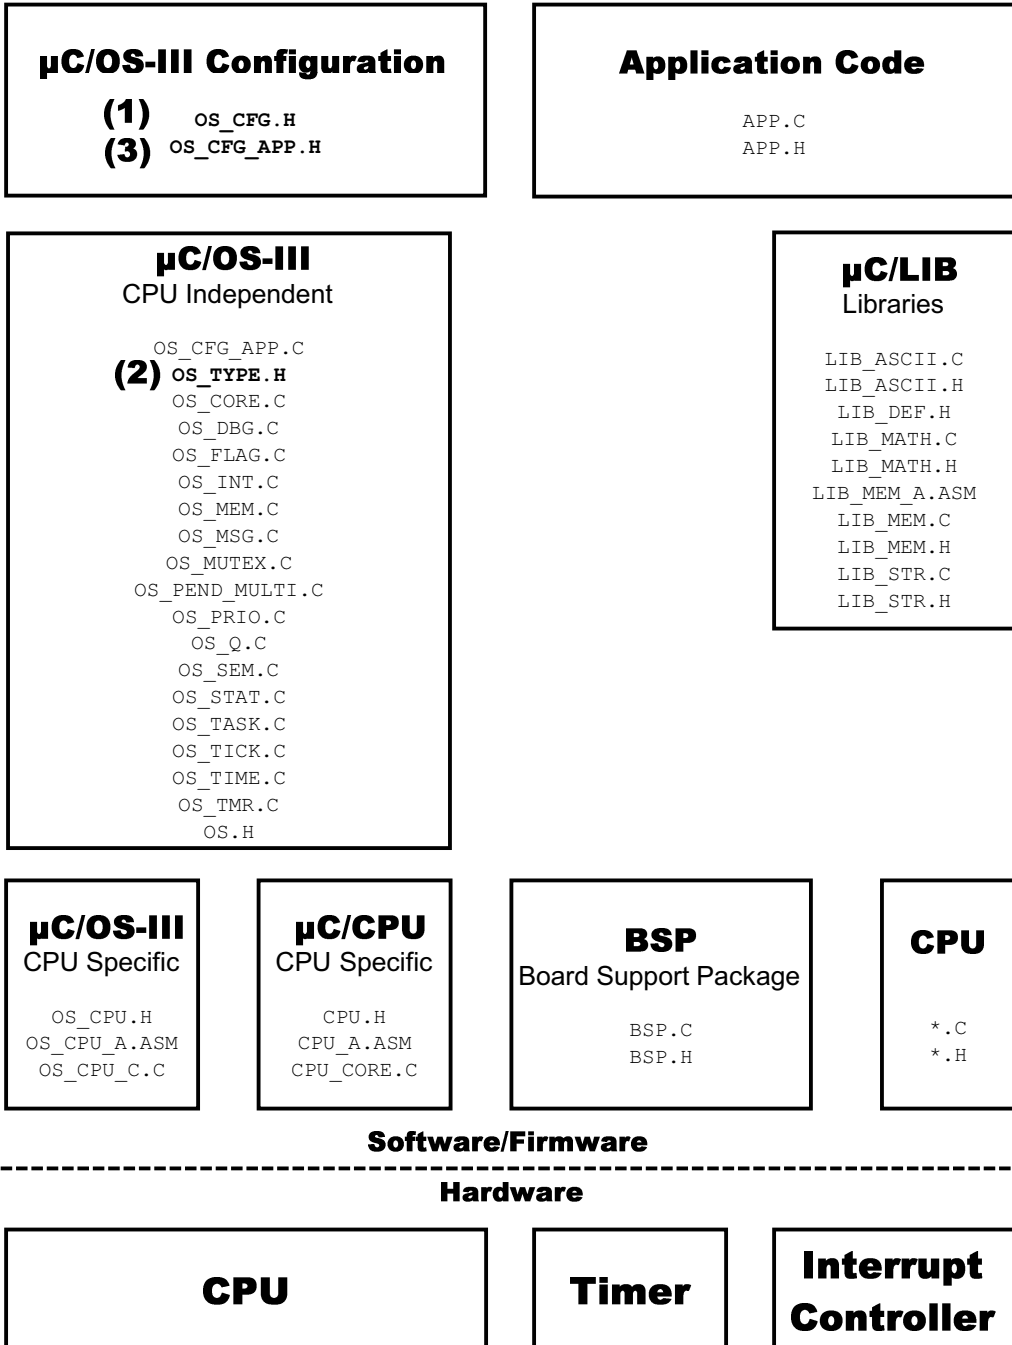 µC/OS-III Configuration
(1) OS_CFG.H
(3) OS_CFG_APP.H
Application Code
APP.C
APP.H
µC/OS-III
CPU Independent
OS_CFG_APP.C
(2) OS_TYPE.H
OS_CORE.C
OS_DBG.C
OS_FLAG.C
OS_INT.C
OS_MEM.C
OS_MSG.C
OS_MUTEX.C
OS_PEND_MULTI.C
OS_PRIO.C
OS_Q.C
OS_SEM.C
OS_STAT.C
OS_TASK.C
OS_TICK.C
OS_TIME.C
OS_TMR.C
OS.H
µC/LIB
Libraries
LIB_ASCII.C
LIB_ASCII.H
LIB_DEF.H
LIB_MATH.C
LIB_MATH.H
LIB_MEM_A.ASM
LIB_MEM.C
LIB_MEM.H
LIB_STR.C
LIB_STR.H
µC/OS-III
CPU Specific
OS_CPU.H
OS_CPU_A.ASM
OS_CPU_C.C
µC/CPU
CPU Specific
CPU.H
CPU_A.ASM
CPU_CORE.C
BSP
Board Support Package
BSP.C
BSP.H
CPU
*.C
*.H
Software/Firmware
Hardware
CPU
Timer
Interrupt
Controller